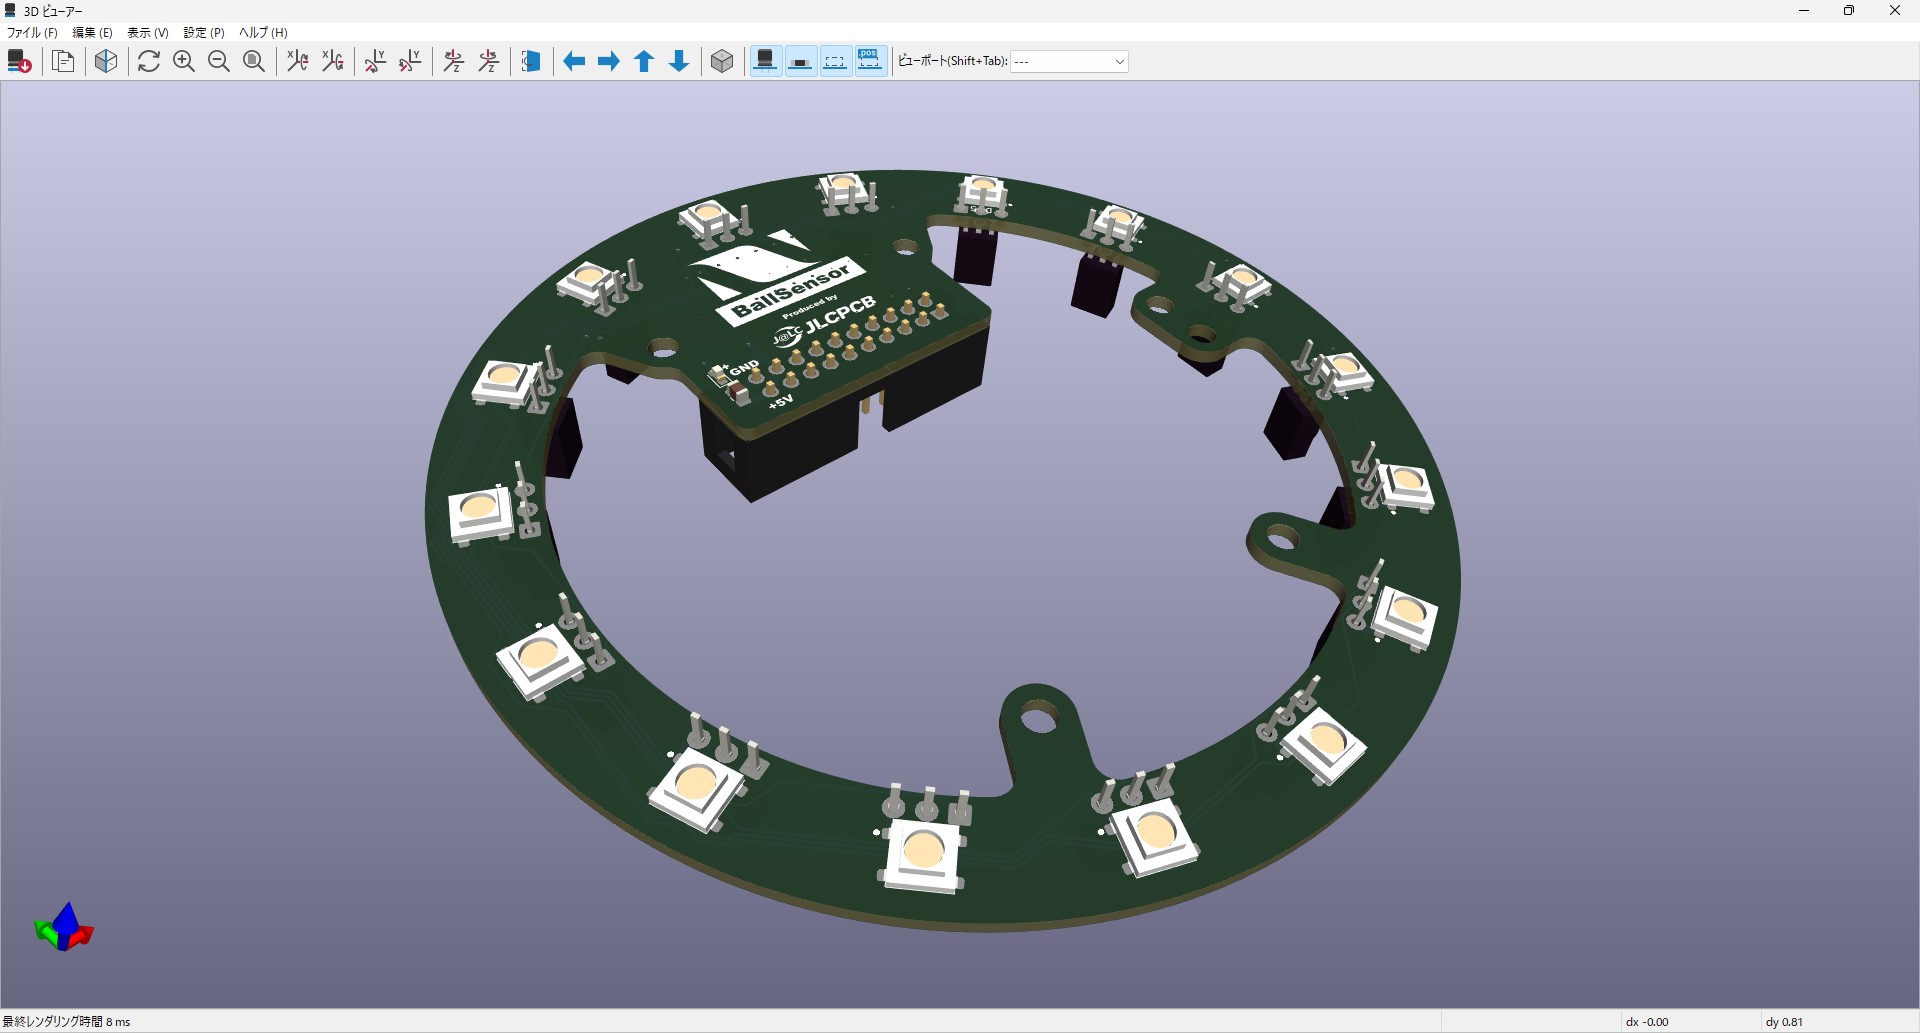 3D ビューアー
ファイル (F) 編集 (E) 表示 (V) 設定 (P) ヘルプ (H)
ビューポート(Shift+Tab): ---
BallSensor
Produced by
J@LC JLCPCB
+
GND
+5V
最終レンダリング時間 8 ms
dx -0.00
dy 0.81